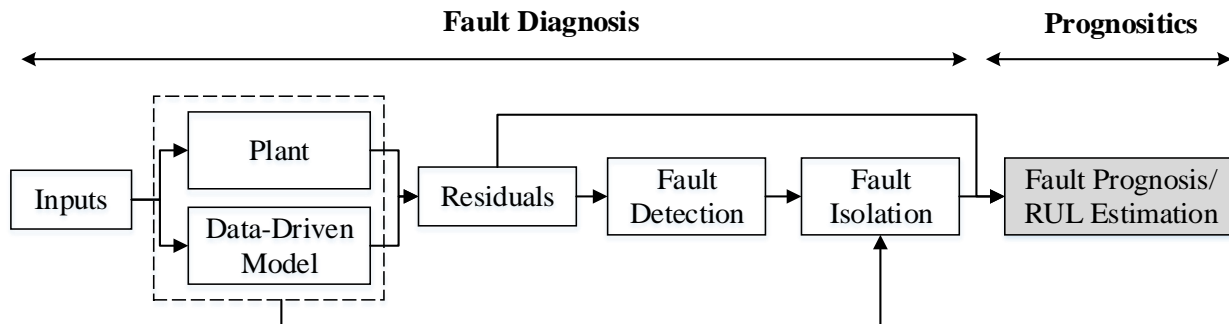 Fault Diagnosis
Prognositics
Inputs
Plant
Data-Driven
Model
Residuals
Fault
Detection
Fault
Isolation
Fault Prognosis/
RUL Estimation